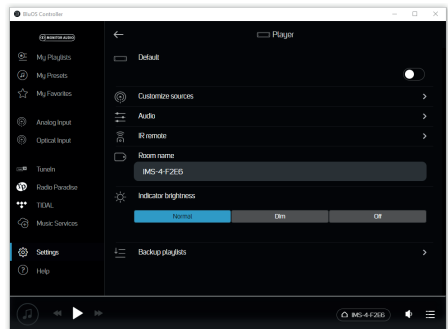 BluOS Controller
MONITOR AUDIO
Player
My Playlists
My Presets
My Favorites
Analog Input
Optical Input
TuneIn
Radio Paradise
TIDAL
Music Services
Settings
Help
Default
Customize sources
Audio
IR remote
Room name
IMS-4-F2E6
Indicator brightness
Normal Dim Off
Backup playlists
IMS-4-F2E6